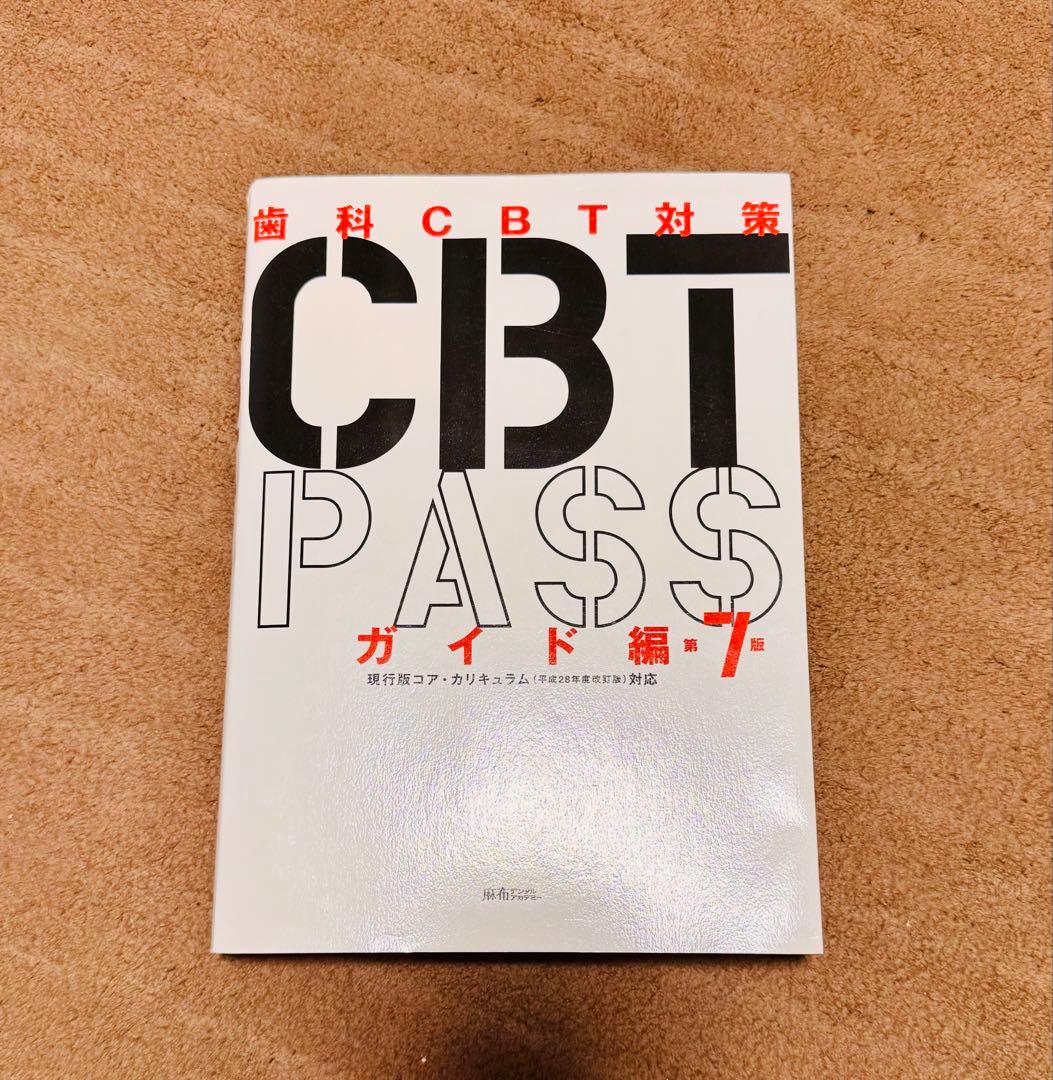 歯科CBT対策
CBT
PASS
ガイド編 第7版
現行版コア・カリキュラム(平成28年度改訂版)対応
麻布デンタルアカデミー